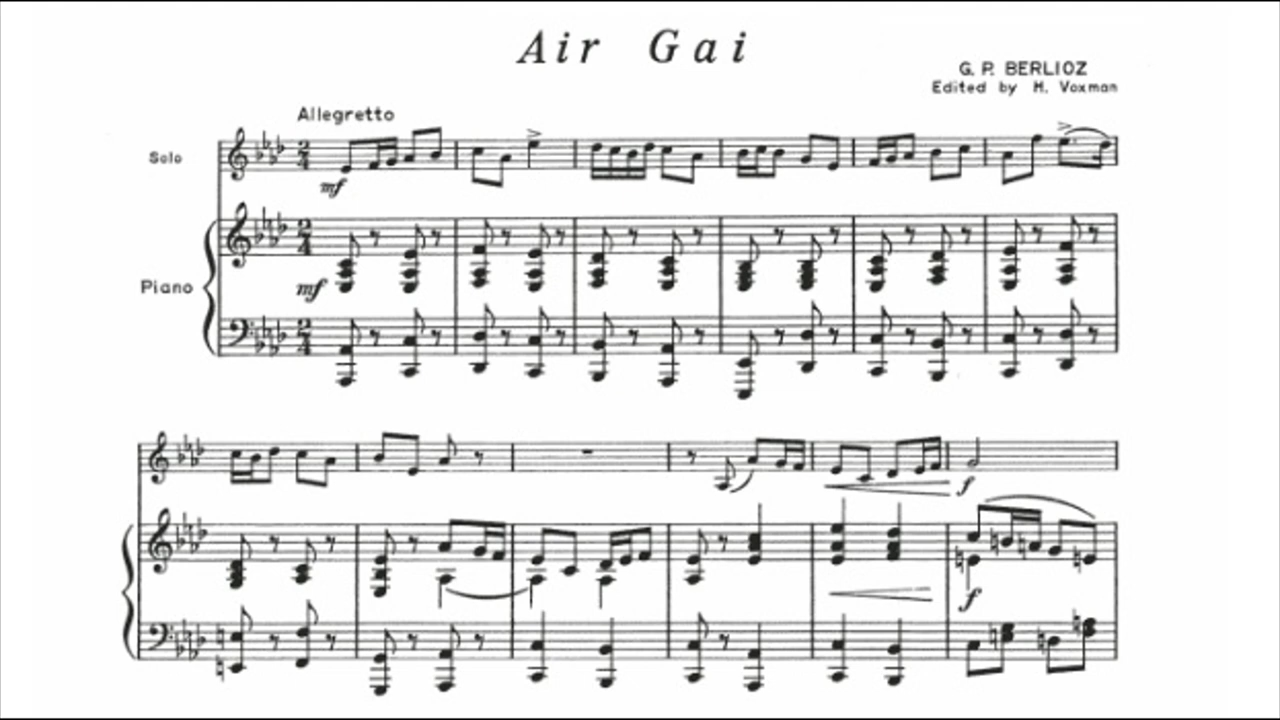 Air Gai
G. P. BERLIOZ
Edited by H. Voxman
Allegretto
Solo
mf
Piano
mf
f
f